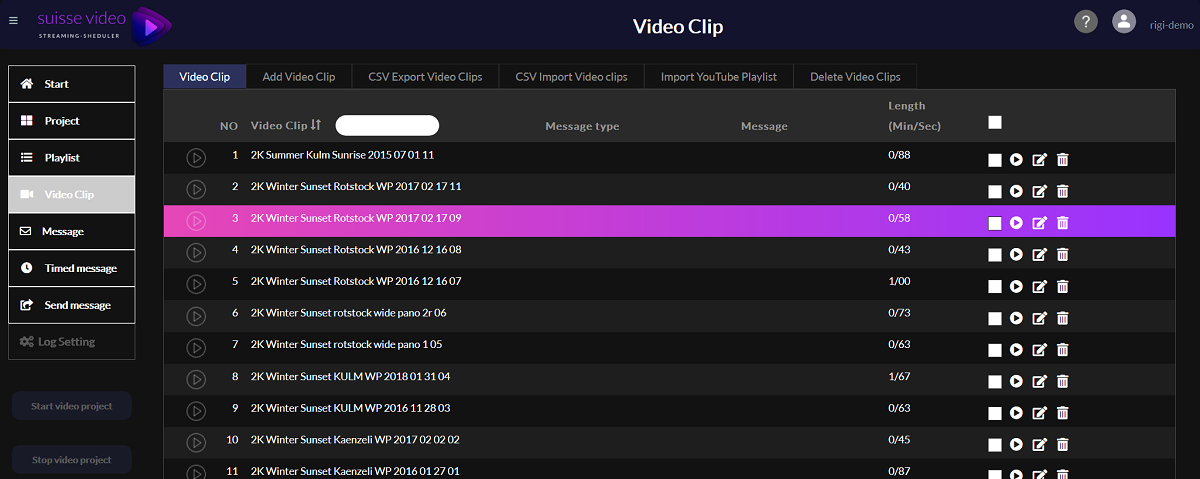 suisse video
STREAMING-SHEDULER
Video Clip
?
rigi-demo
Start
Project
Playlist
Video Clip
Message
Timed message
Send message
Log Setting
Start video project
Stop video project
Video Clip Add Video Clip CSV Export Video Clips CSV Import Video clips Import YouTube Playlist Delete Video Clips
NO Video Clip Message type Message Length (Min/Sec)
1 2K Summer Kulm Sunrise 2015 07 01 11 0/88
2 2K Winter Sunset Rotstock WP 2017 02 17 11 0/40
3 2K Winter Sunset Rotstock WP 2017 02 17 09 0/58
4 2K Winter Sunset Rotstock WP 2016 12 16 08 0/43
5 2K Winter Sunset Rotstock WP 2016 12 16 07 1/00
6 2K Winter Sunset rotstock wide pano 2r 06 0/73
7 2K Winter Sunset rotstock wide pano 1 05 0/63
8 2K Winter Sunset KULM WP 2018 01 31 04 1/67
9 2K Winter Sunset KULM WP 2016 11 28 03 0/63
10 2K Winter Sunset Kaenzeli WP 2017 02 02 02 0/45
11 2K Winter Sunset Kaenzeli WP 2016 01 27 01 0/87